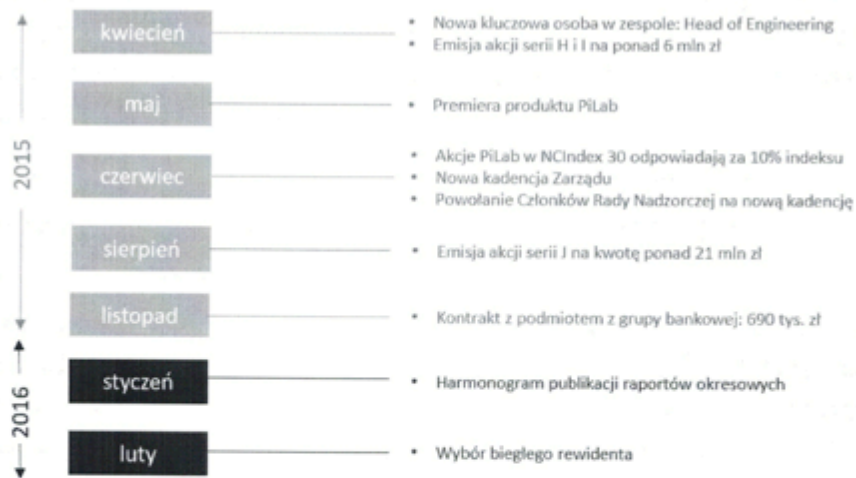 2015
kwiecień
• Nowa kluczowa osoba w zespole: Head of Engineering
• Emisja akcji serii H i I na ponad 6 mln zł
maj
• Premiera produktu PiLab
czerwiec
• Akcje PiLab w NCIndex 30 odpowiadają za 10% indeksu
• Nowa kadencja Zarządu
• Powołanie Członków Rady Nadzorczej na nową kadencję
sierpień
• Emisja akcji serii J na kwotę ponad 21 mln zł
listopad
• Kontrakt z podmiotem z grupy bankowej: 690 tys. zł
2016
styczeń
• Harmonogram publikacji raportów okresowych
luty
• Wybór biegłego rewidenta